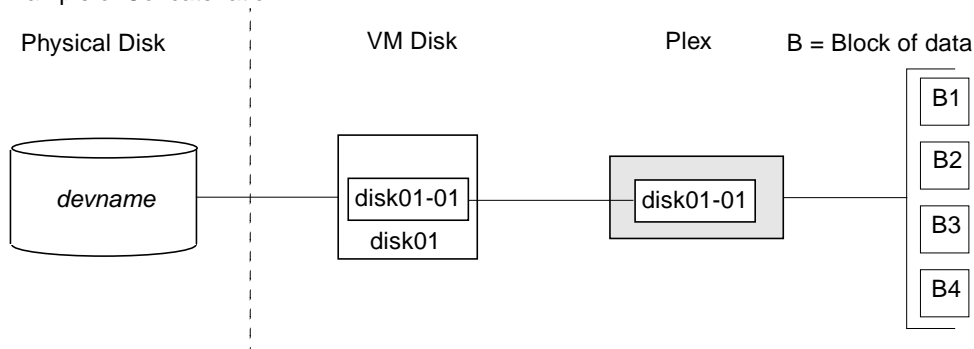 Physical Disk
VM Disk
Plex
B = Block of data
devname
disk01-01
disk01
disk01-01
B1
B2
B3
B4